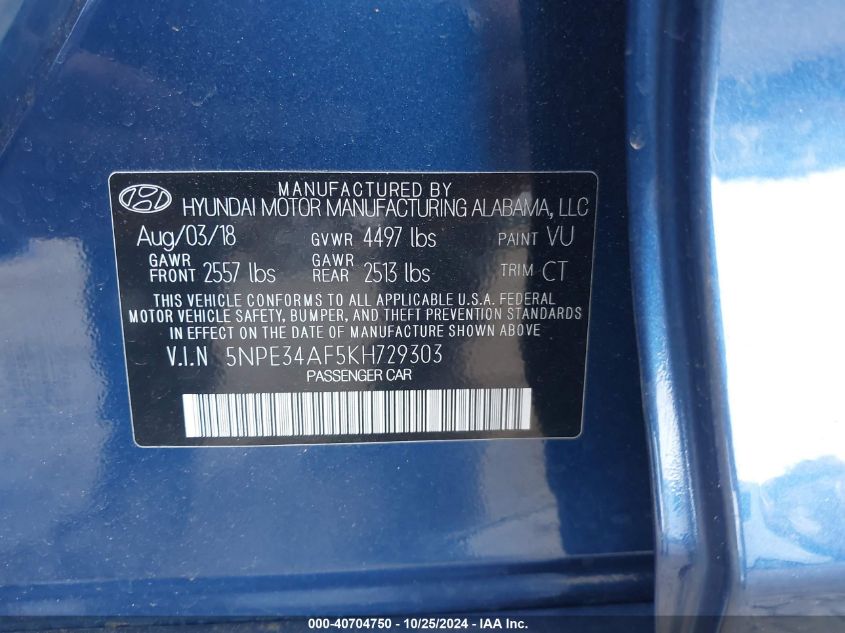 MANUFACTURED BY
HYUNDAI MOTOR MANUFACTURING ALABAMA, LLC
Aug/03/18 GVWR 4497 lbs PAINT VU
GAWR FRONT 2557 lbs GAWR REAR 2513 lbs TRIM CT
THIS VEHICLE CONFORMS TO ALL APPLICABLE U.S.A. FEDERAL
MOTOR VEHICLE SAFETY, BUMPER, AND THEFT PREVENTION STANDARDS
IN EFFECT ON THE DATE OF MANUFACTURE SHOWN ABOVE.
V.I.N 5NPE34AF5KH729303
PASSENGER CAR
000-40704750 - 10/25/2024 - IAA Inc.